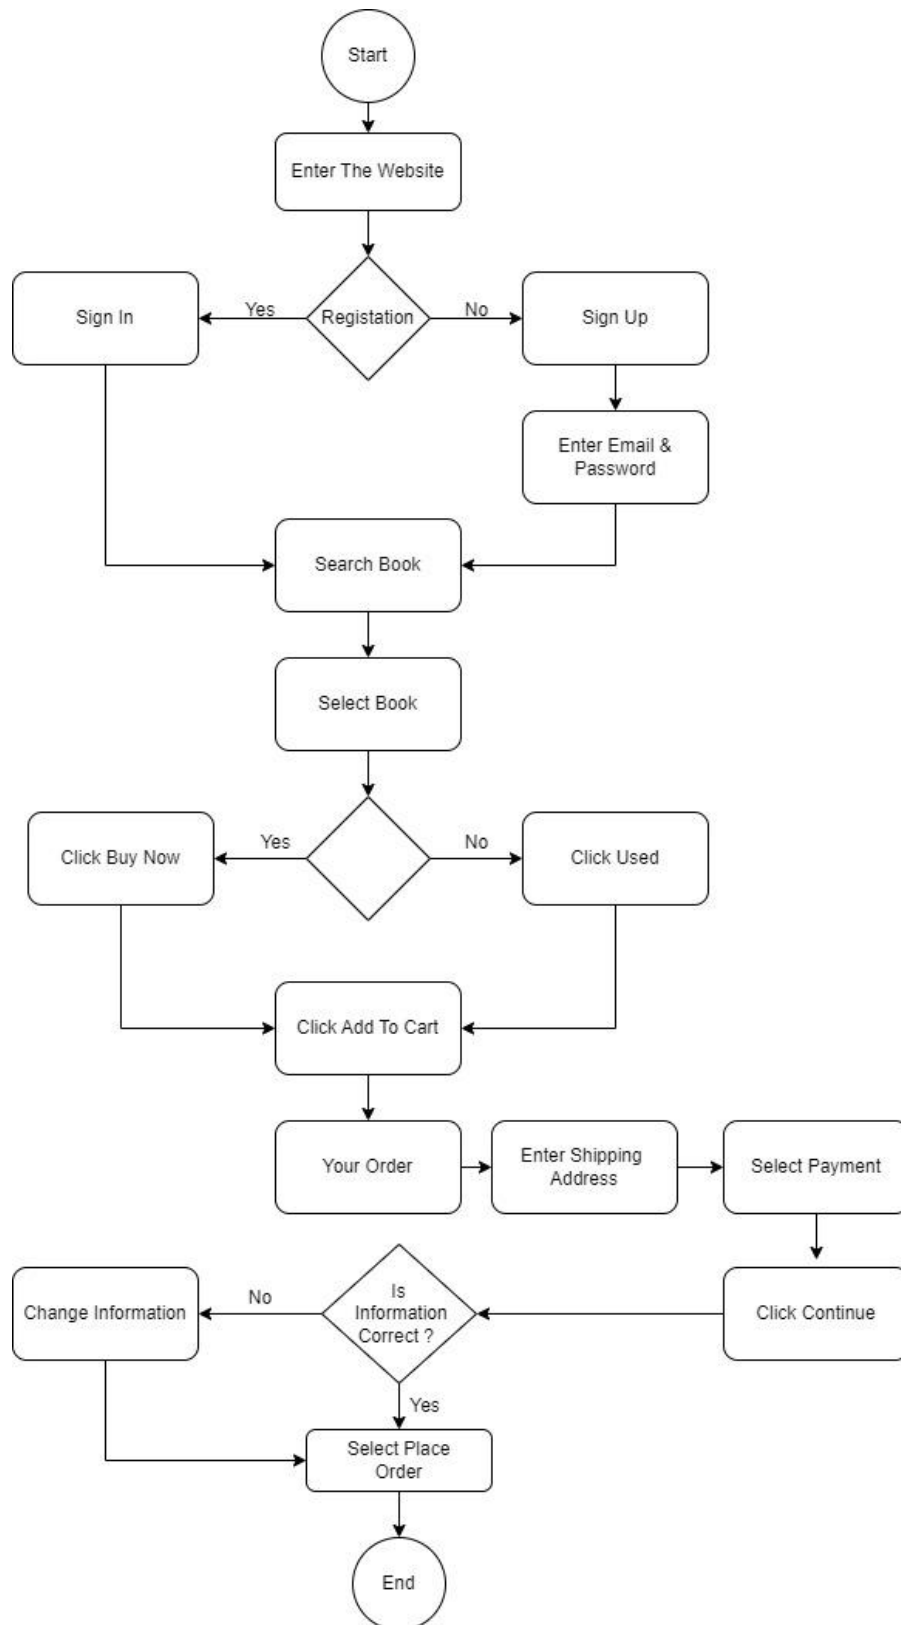 Start
Enter The Website
Sign In
Yes
Registation
No
Sign Up
Enter Email &
Password
Search Book
Select Book
Click Buy Now
Yes
No
Click Used
Click Add To Cart
Your Order
Enter Shipping
Address
Select Payment
Change Information
No
Is
Information
Correct ?
Click Continue
Yes
Select Place
Order
End